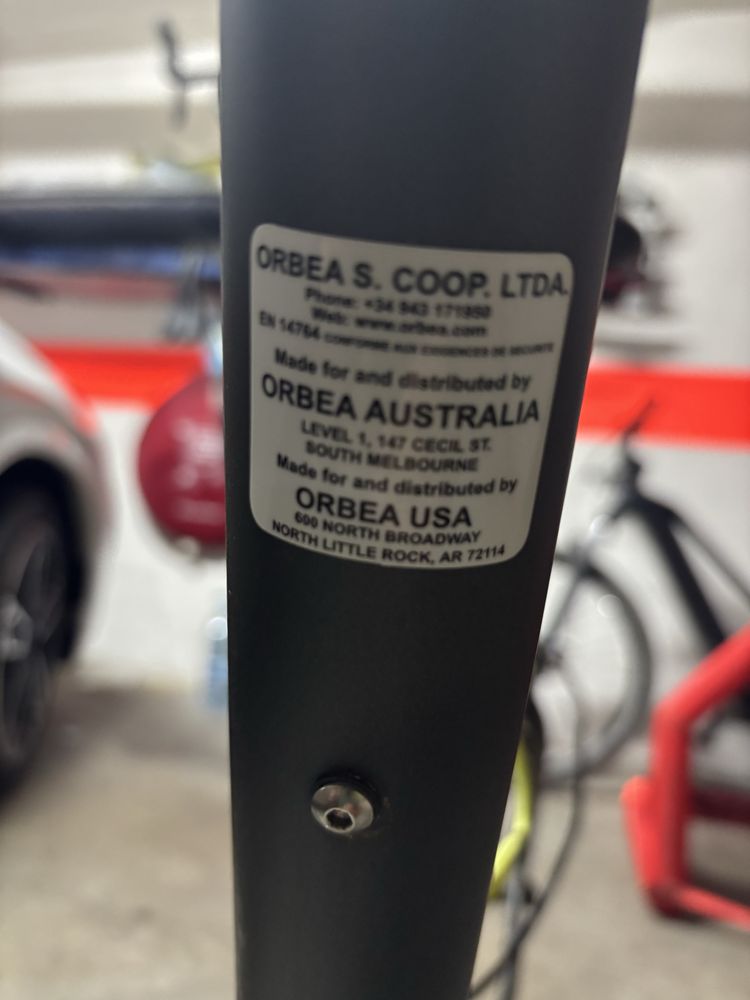 ORBEA S. COOP. LTDA.
Phone: +34 943 171950
Web: www.orbea.com
EN 14764 CONFORME AUX EXIGENCES DE SECURITE
Made for and distributed by
ORBEA AUSTRALIA
LEVEL 1, 147 CECIL ST.
SOUTH MELBOURNE
Made for and distributed by
ORBEA USA
600 NORTH BROADWAY
NORTH LITTLE ROCK, AR 72114